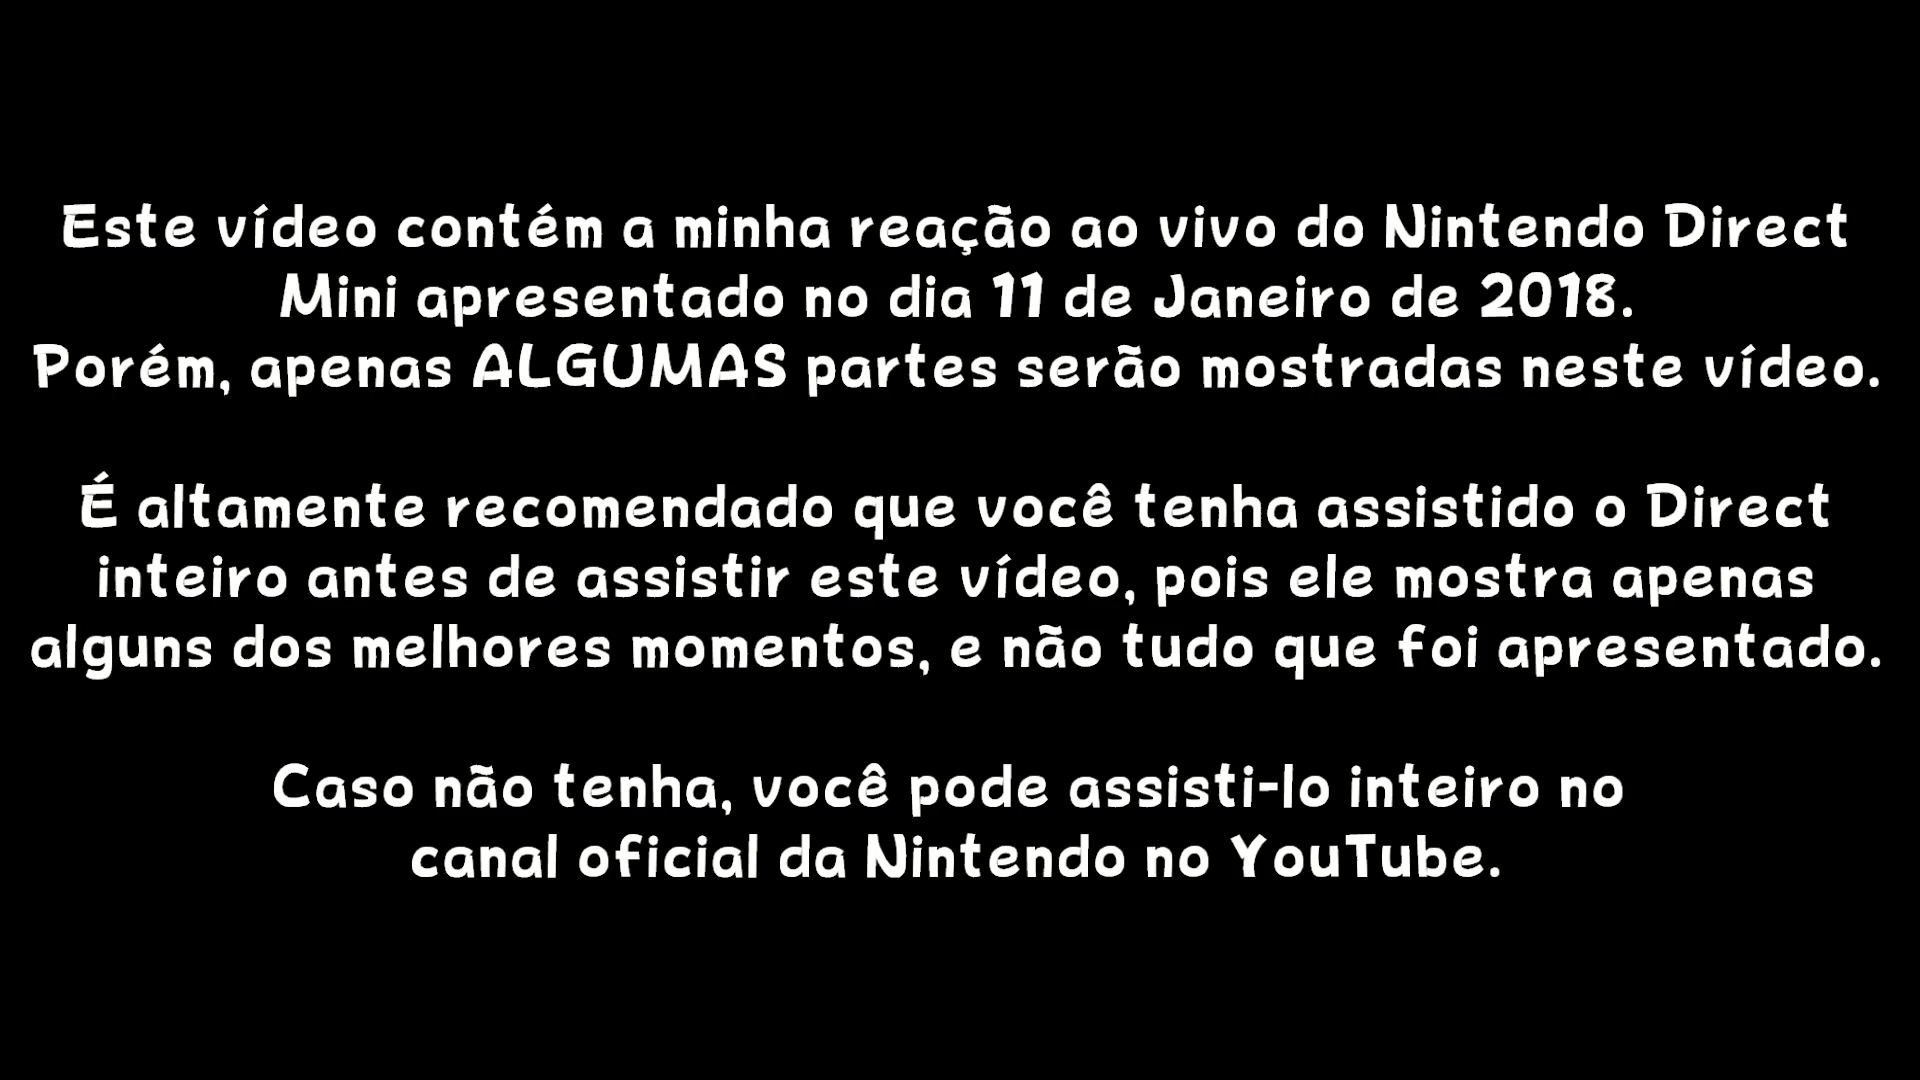 Este vídeo contém a minha reação ao vivo do Nintendo Direct
Mini apresentado no dia 11 de Janeiro de 2018.
Porém, apenas ALGUMAS partes serão mostradas neste vídeo.
É altamente recomendado que você tenha assistido o Direct
inteiro antes de assistir este vídeo, pois ele mostra apenas
alguns dos melhores momentos, e não tudo que foi apresentado.
Caso não tenha, você pode assisti-lo inteiro no
canal oficial da Nintendo no YouTube.